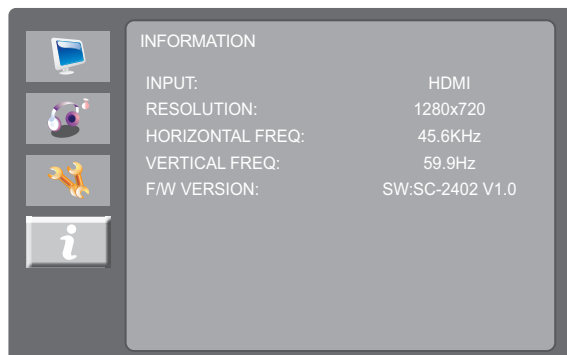 INFORMATION
INPUT: HDMI
RESOLUTION: 1280x720
HORIZONTAL FREQ: 45.6KHz
VERTICAL FREQ: 59.9Hz
F/W VERSION: SW:SC-2402 V1.0